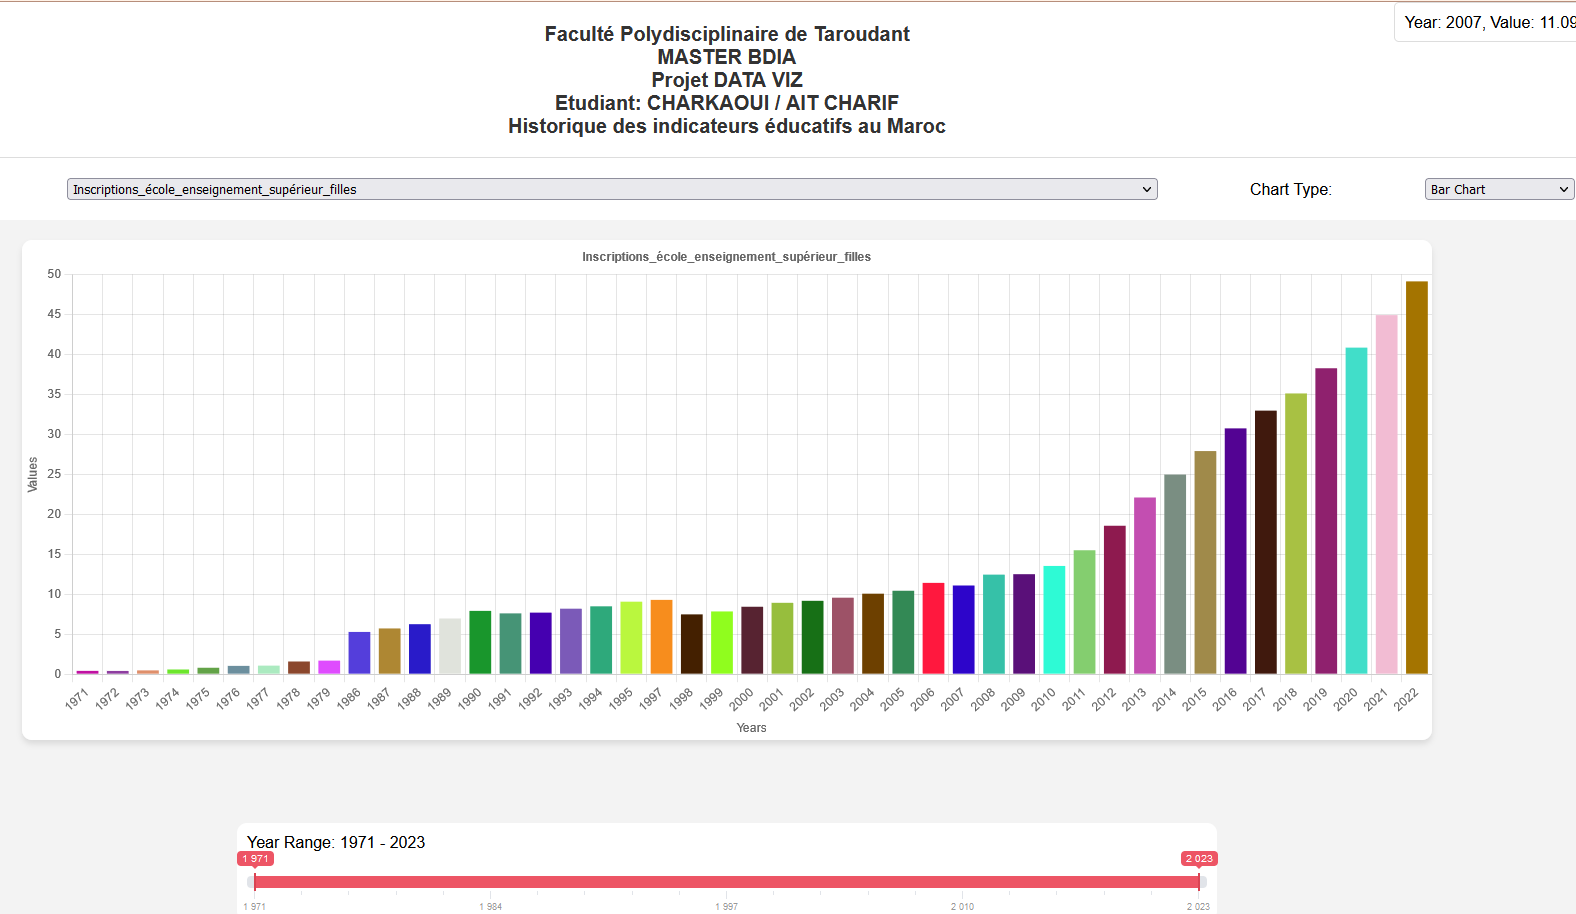 Faculté Polydisciplinaire de Taroudant
MASTER BDIA
Projet DATA VIZ
Etudiant: CHARKAOUI / AIT CHARIF
Historique des indicateurs éducatifs au Maroc
Year: 2007, Value: 11.09
Inscriptions_école_enseignement_supérieur_filles
Chart Type:
Bar Chart
Inscriptions_école_enseignement_supérieur_filles
50
45
40
35
30
25
20
15
10
5
0
Values
1971 1972 1973 1974 1975 1976 1977 1978 1979 1986 1987 1988 1989 1990 1991 1992 1993 1994 1995 1997 1998 1999 2000 2001 2002 2003 2004 2005 2006 2007 2008 2009 2010 2011 2012 2013 2014 2015 2016 2017 2018 2019 2020 2021 2022
Years
Year Range: 1971 - 2023
1 971 2 023
1 971 1 984 1 997 2 010 2 023